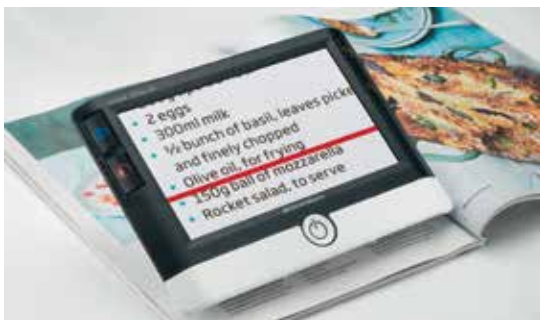 2 eggs
300ml milk
½ bunch of basil, leaves picke
and finely chopped
Olive oil, for frying
150g ball of mozzarella
Rocket salad, to serve